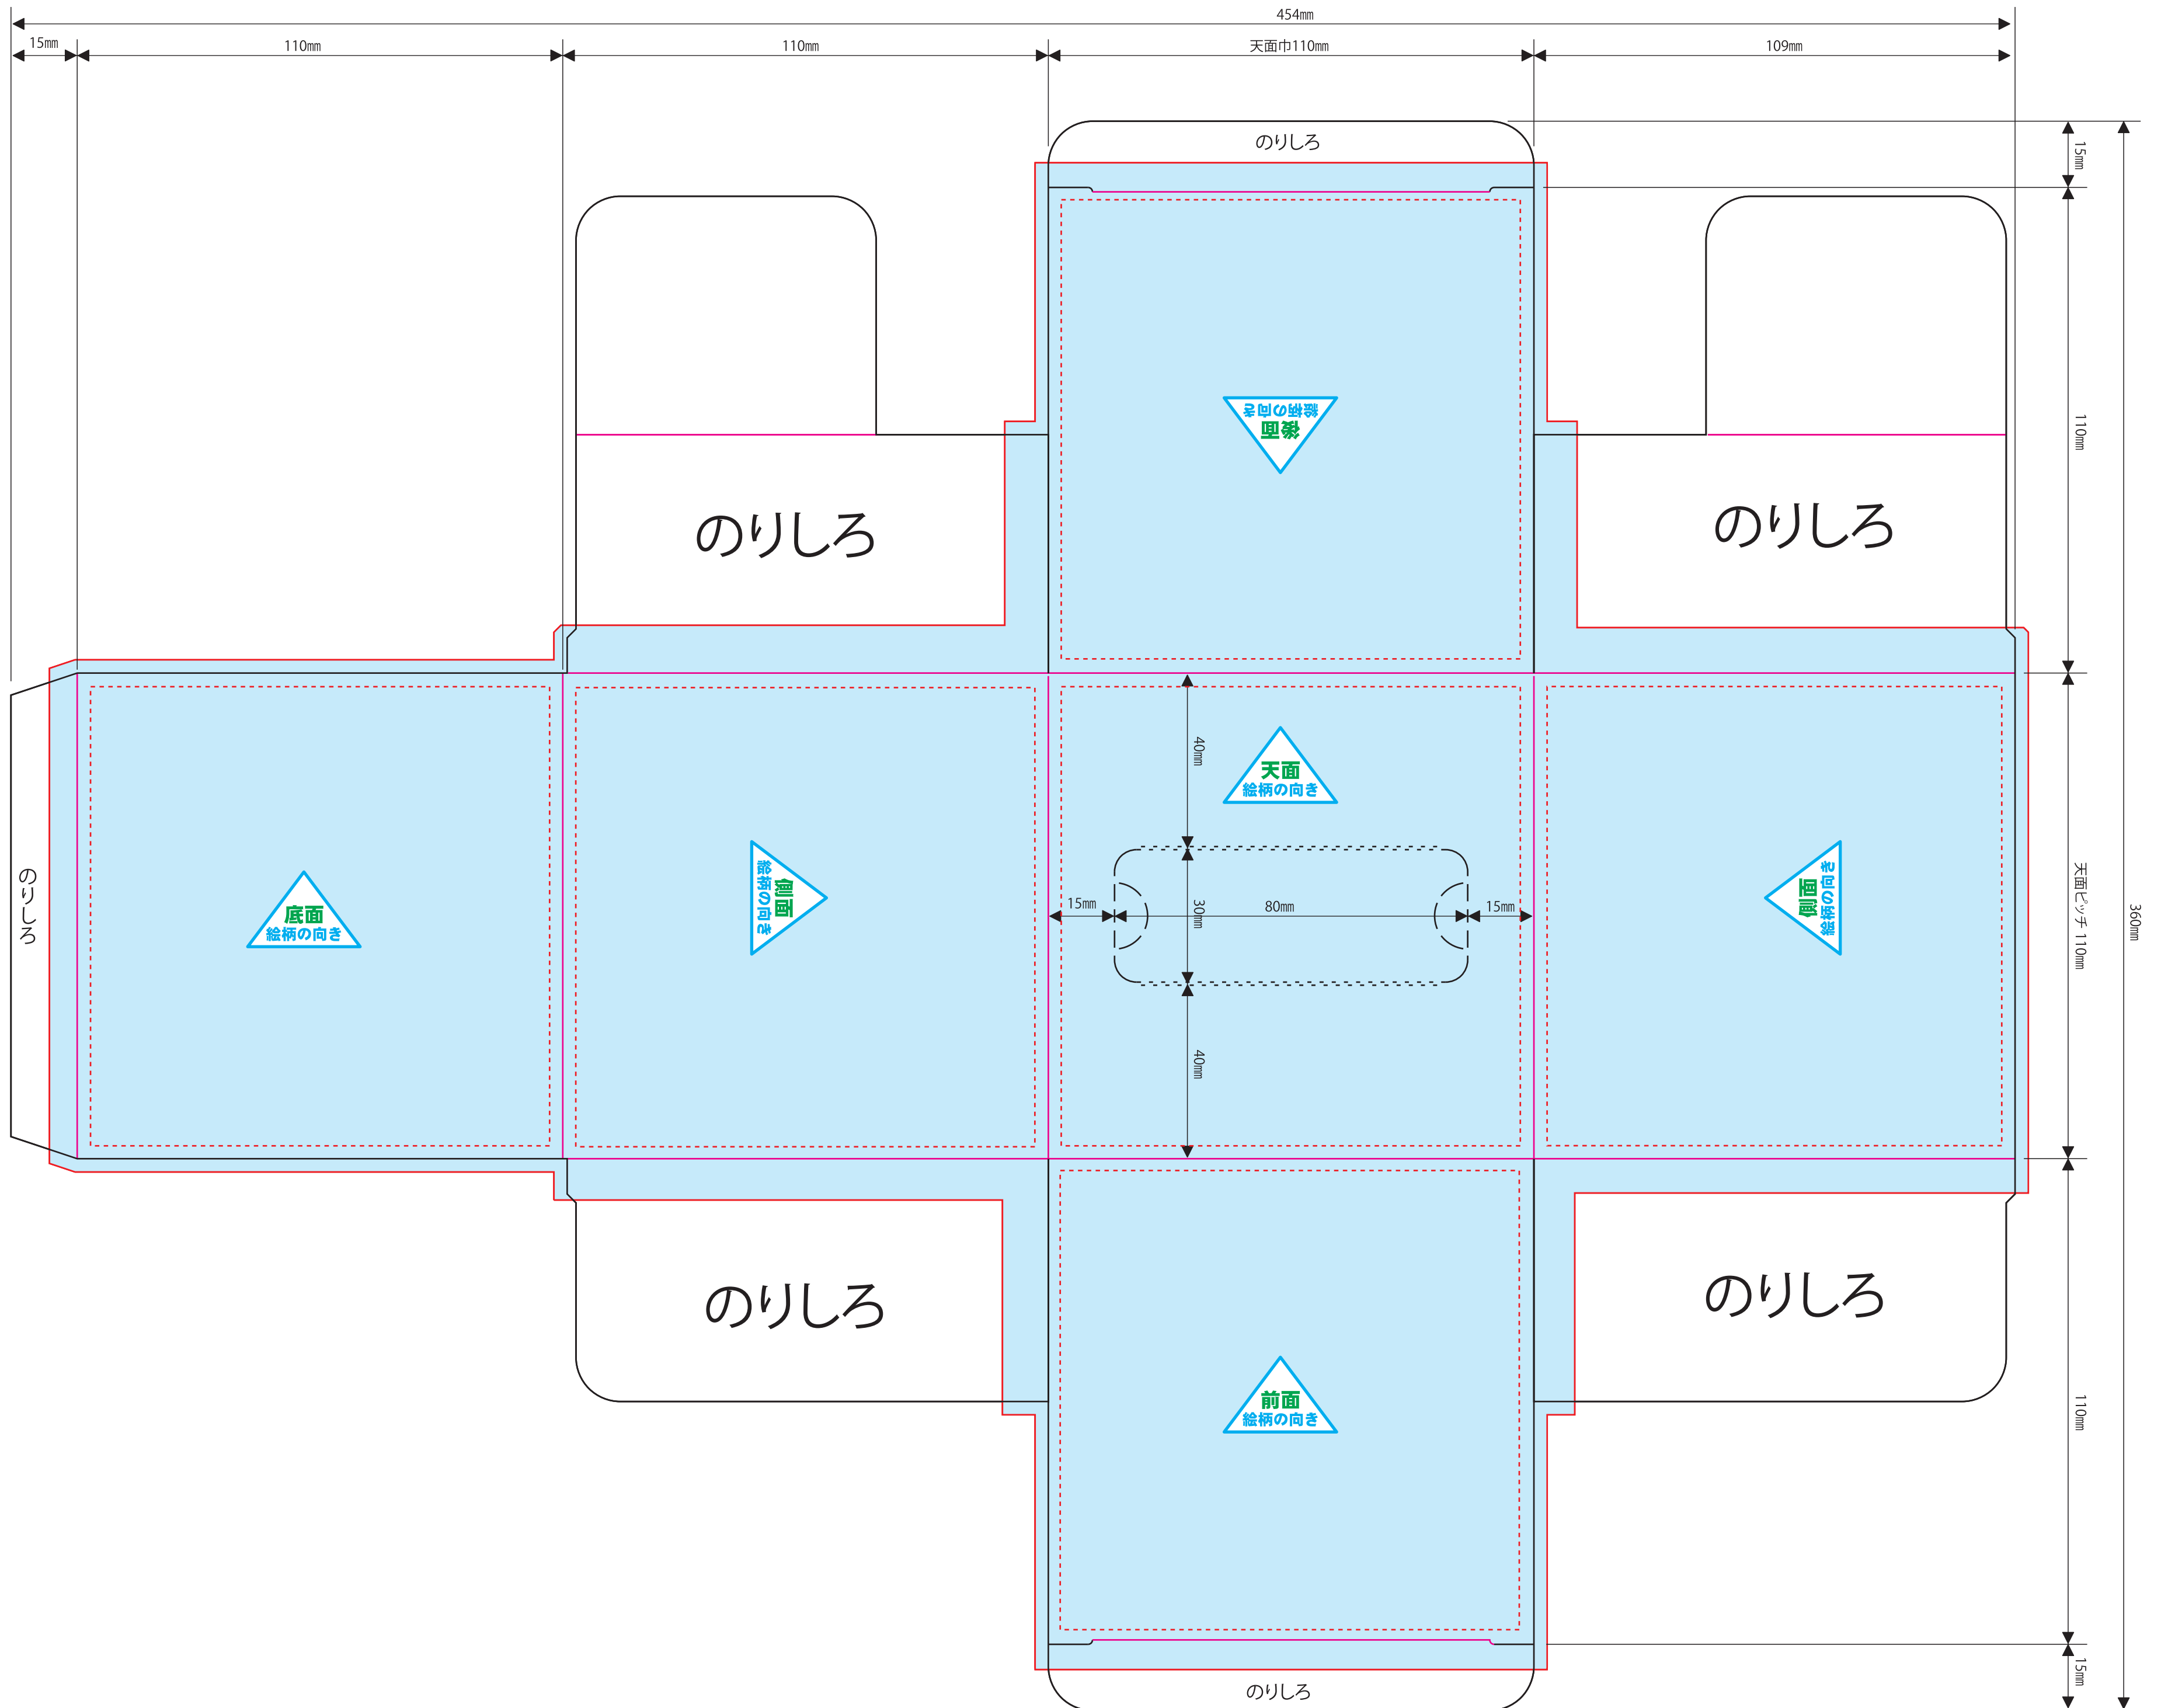 454mm
15mm
110mm
110mm
天面巾110mm
109mm
のりしろ
15mm
110mm
絵柄の向き
後面
のりしろ
のりしろ
40mm
天面
絵柄の向き
のりしろ
底面
絵柄の向き
側面
絵柄の向き
15mm
30mm
80mm
15mm
側面
絵柄の向き
天面ピッチ 110mm
360mm
40mm
のりしろ
のりしろ
前面
絵柄の向き
110mm
のりしろ
15mm